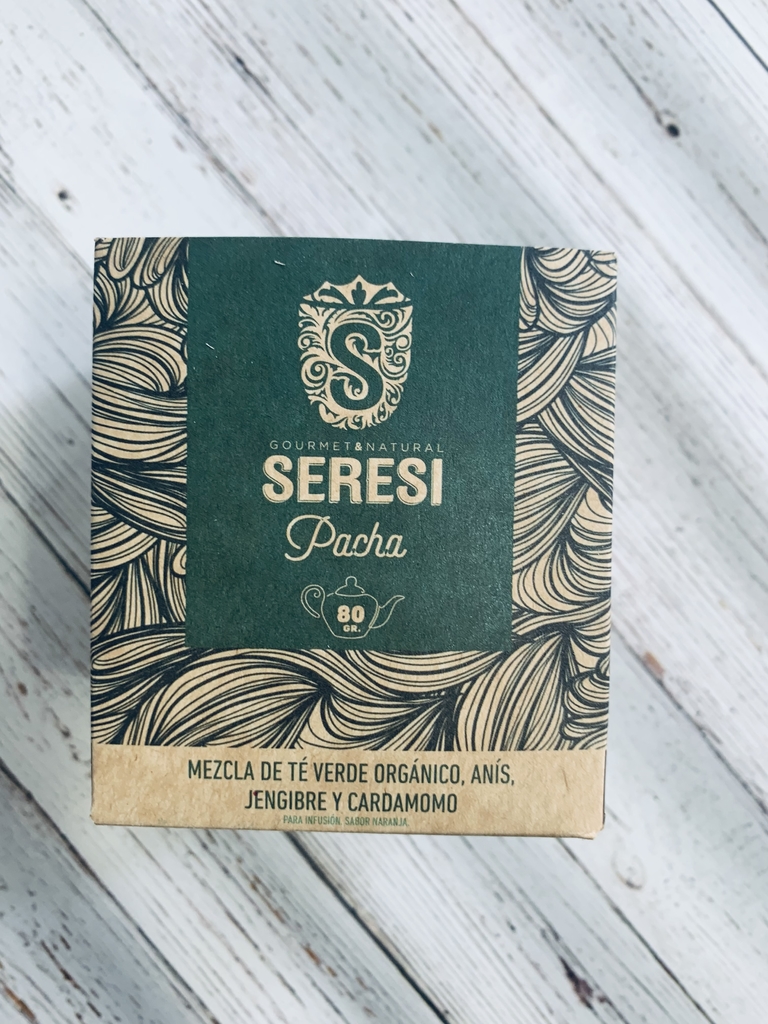 S
GOURMET&NATURAL
SERESI
Pacha
80
GR.
MEZCLA DE TÉ VERDE ORGÁNICO, ANÍS,
JENGIBRE Y CARDAMOMO
PARA INFUSIÓN. SABOR NARANJA.